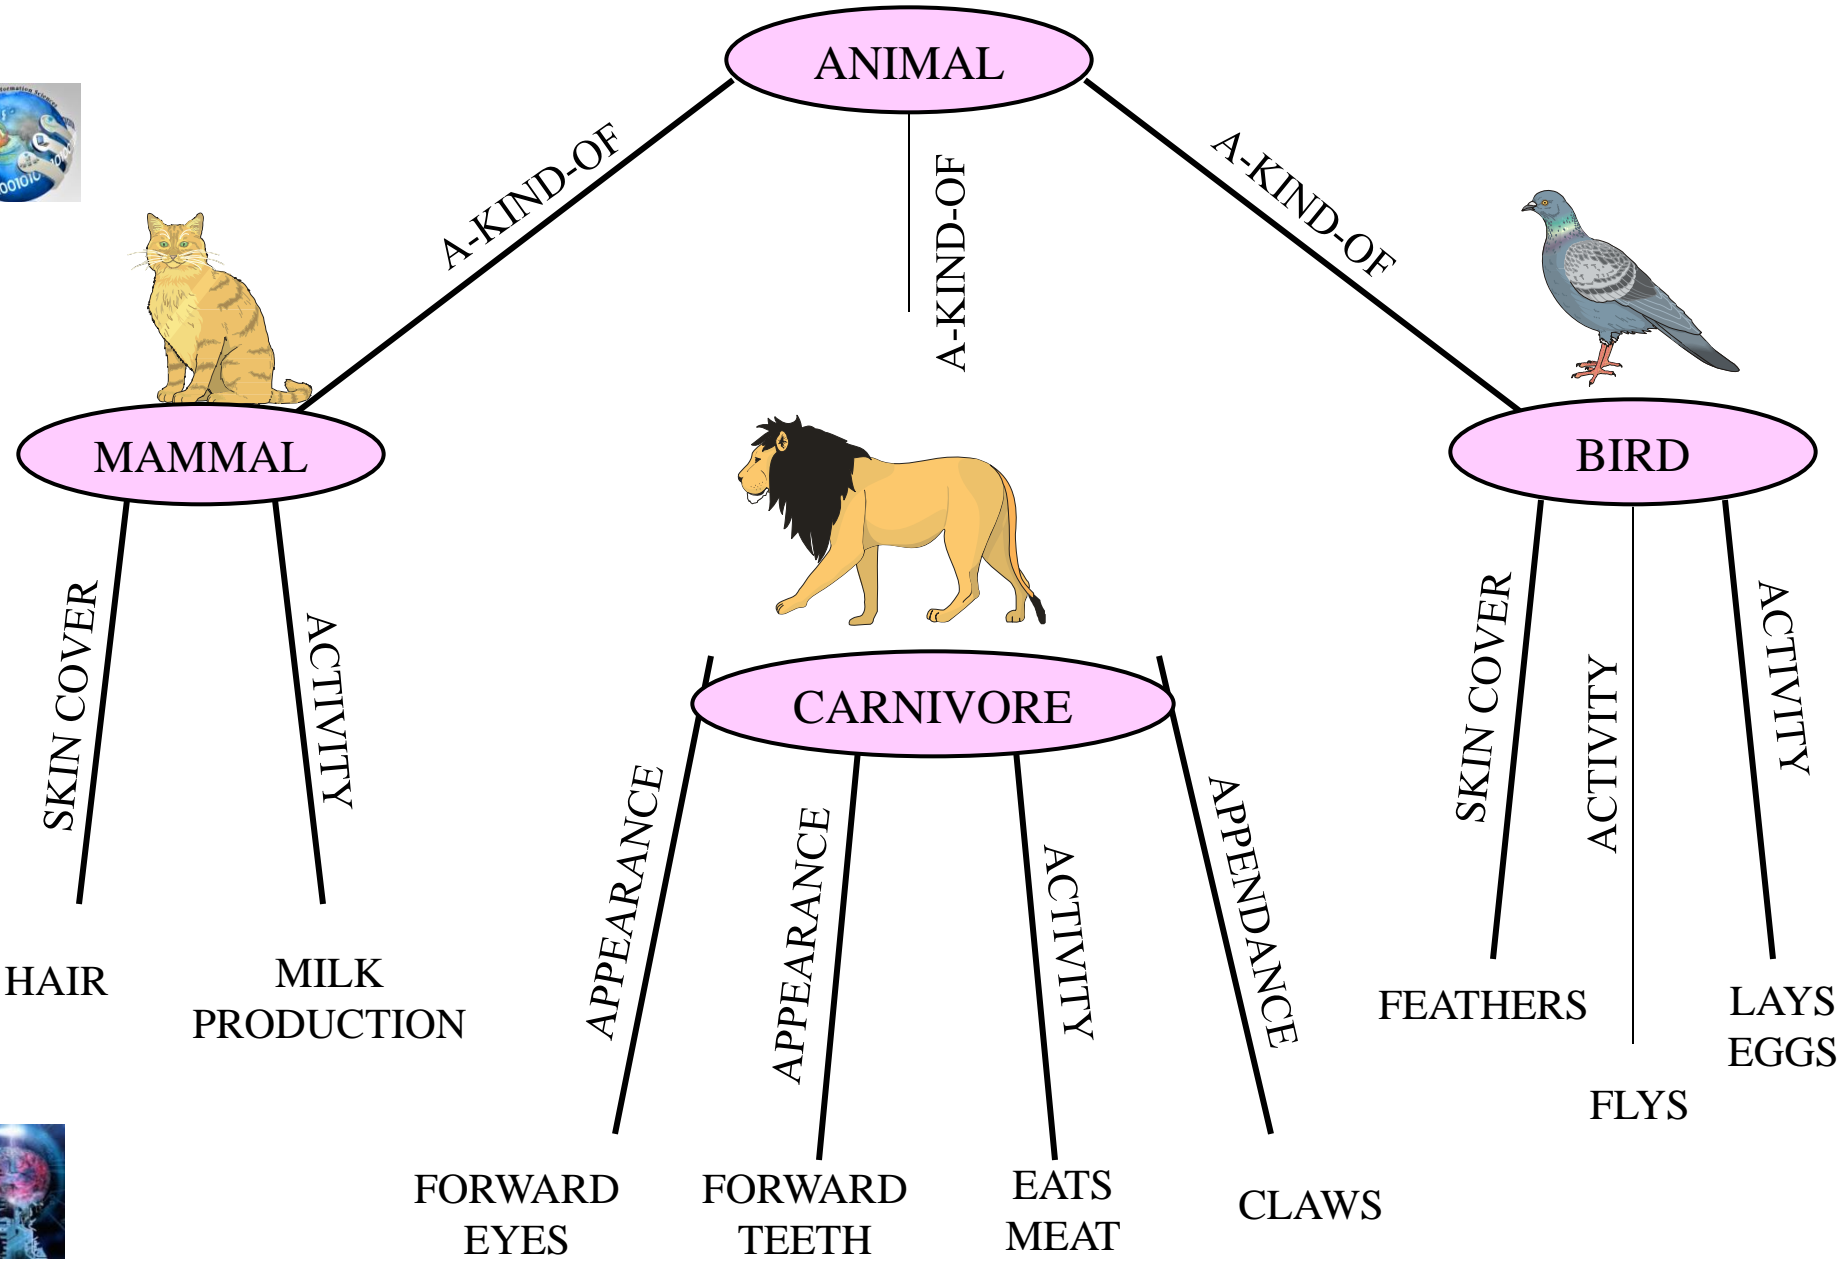 ANIMAL
A-KIND-OF
A-KIND-OF
A-KIND-OF
MAMMAL
CARNIVORE
BIRD
SKIN COVER
ACTIVITY
APPEARANCE
APPEARANCE
ACTIVITY
APPENDANCE
SKIN COVER
ACTIVITY
ACTIVITY
HAIR
MILK
PRODUCTION
FORWARD
EYES
FORWARD
TEETH
EATS
MEAT
CLAWS
FEATHERS
FLYS
LAYS
EGGS